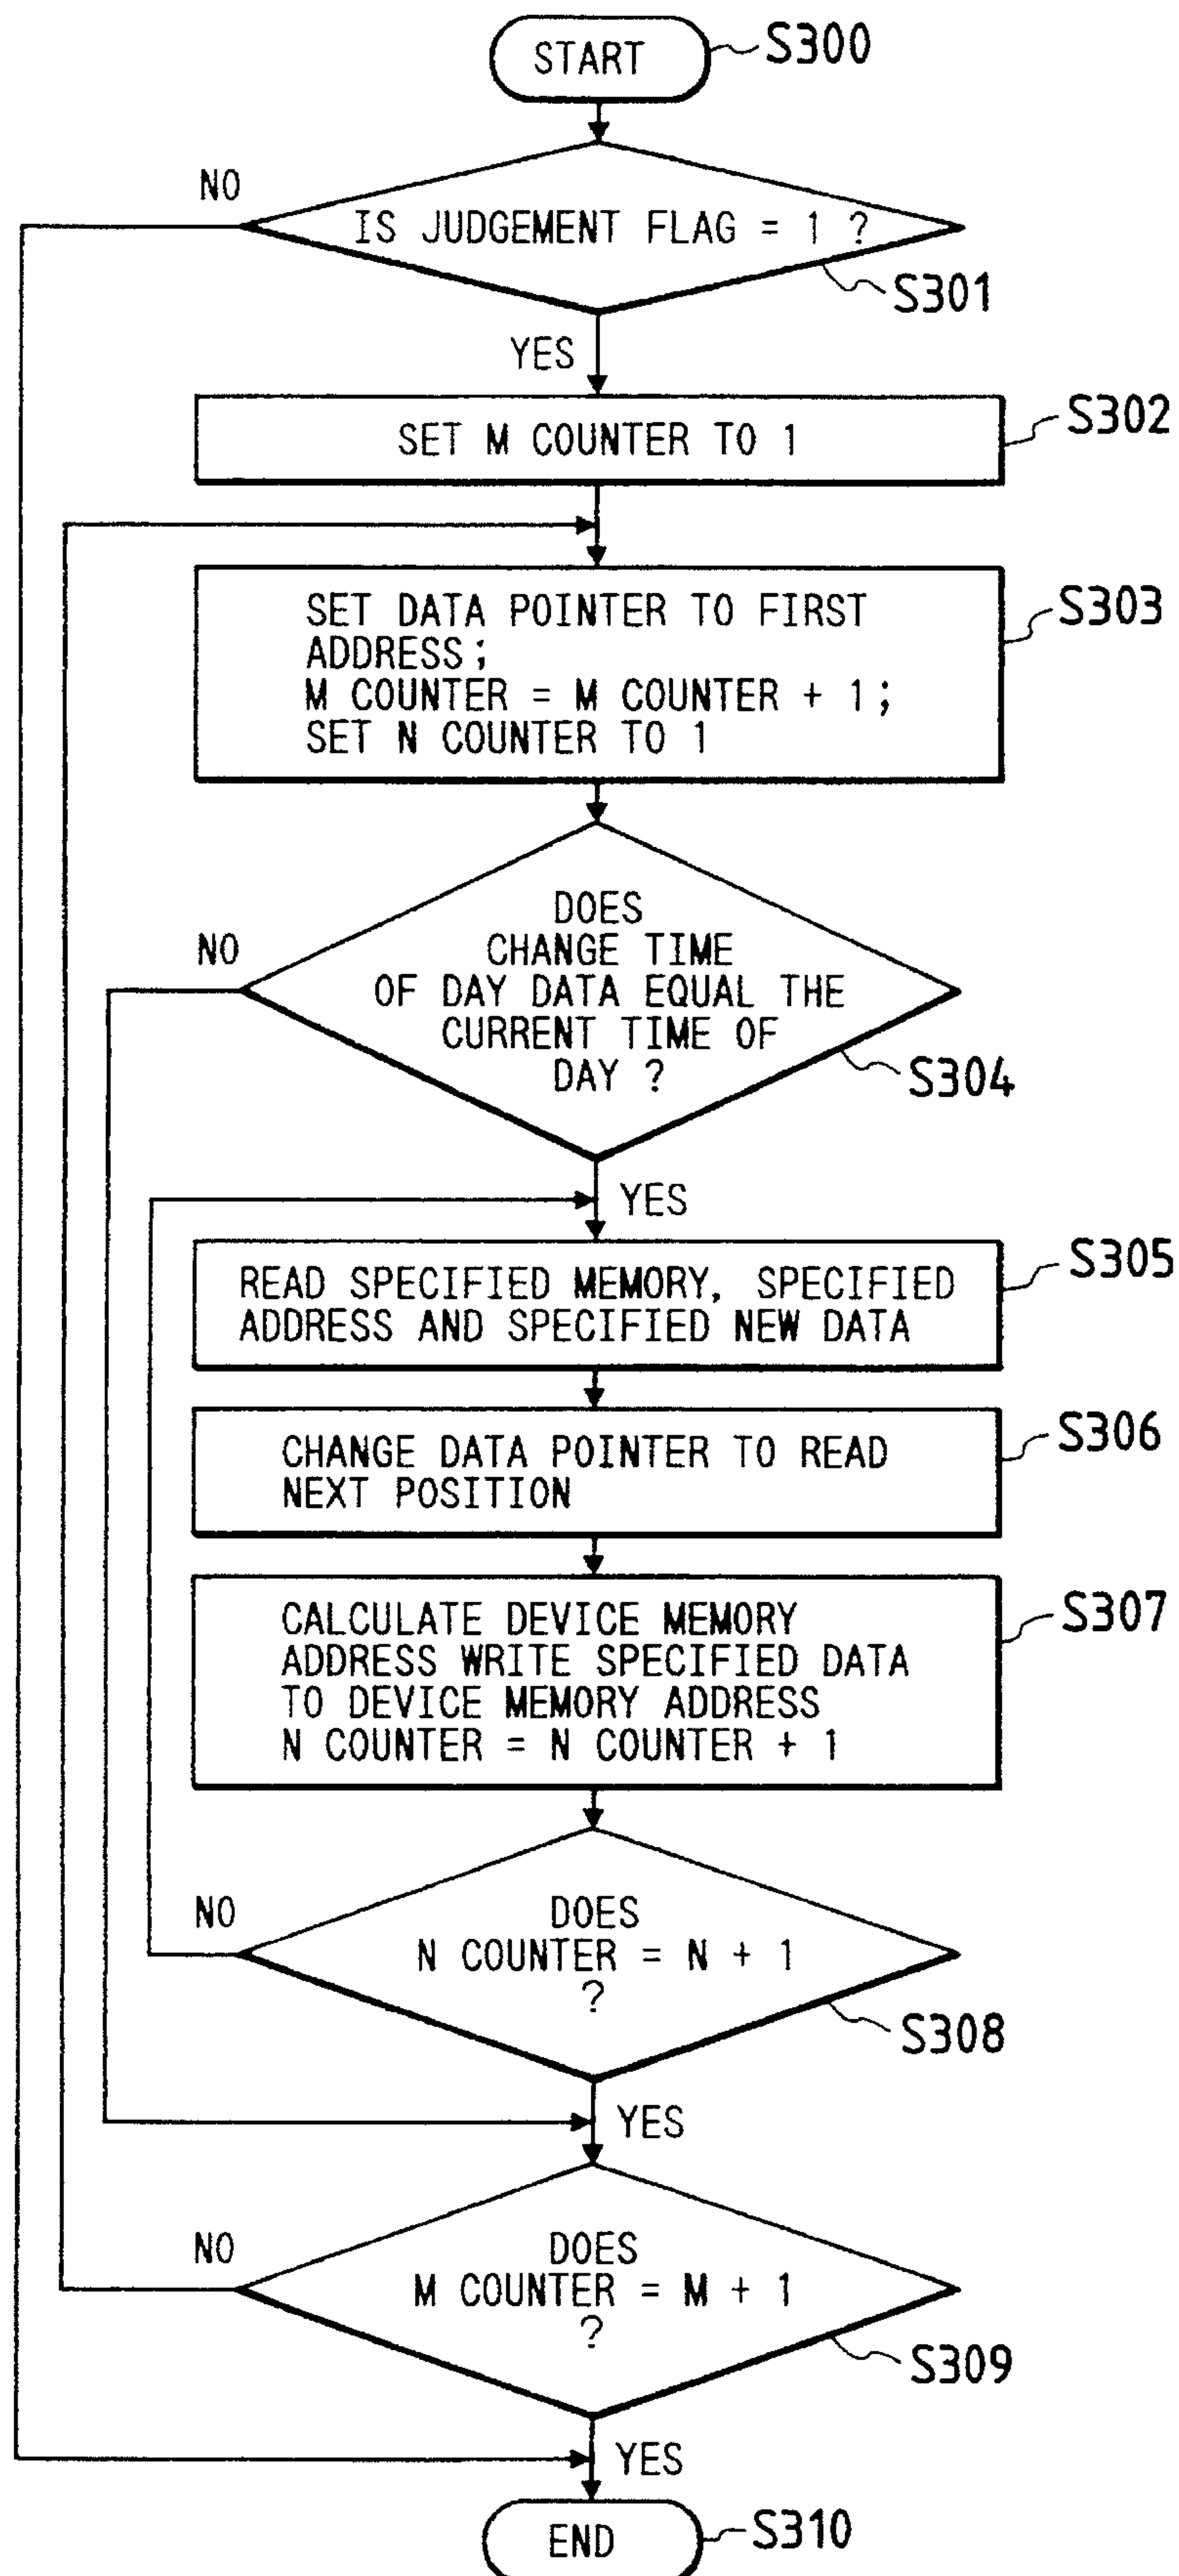 START
S300
NO
IS JUDGEMENT FLAG = 1 ?
S301
YES
SET M COUNTER TO 1
S302
SET DATA POINTER TO FIRST
ADDRESS;
M COUNTER = M COUNTER + 1;
SET N COUNTER TO 1
S303
NO
DOES
CHANGE TIME
OF DAY DATA EQUAL THE
CURRENT TIME OF
DAY ?
S304
YES
READ SPECIFIED MEMORY, SPECIFIED
ADDRESS AND SPECIFIED NEW DATA
S305
CHANGE DATA POINTER TO READ
NEXT POSITION
S306
CALCULATE DEVICE MEMORY
ADDRESS WRITE SPECIFIED DATA
TO DEVICE MEMORY ADDRESS
N COUNTER = N COUNTER + 1
S307
NO
DOES
N COUNTER = N + 1
?
S308
YES
NO
DOES
M COUNTER = M + 1
?
S309
YES
END
S310